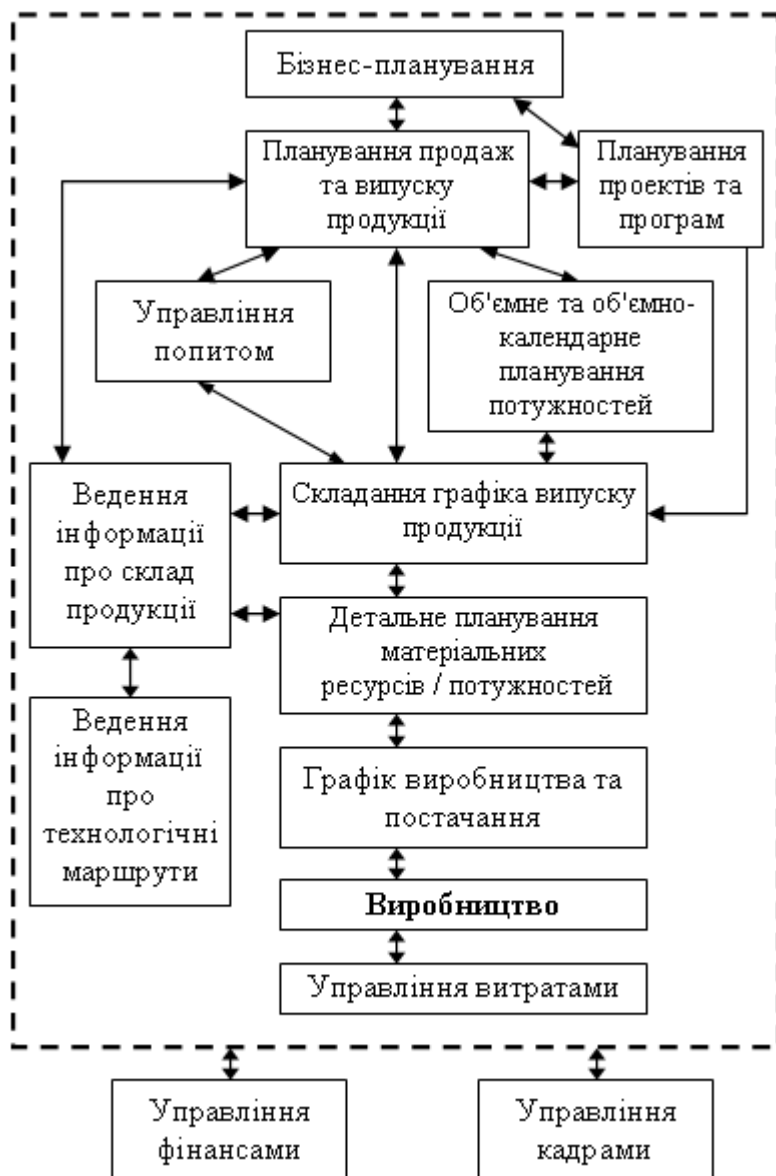 Бізнес-планування
Планування продаж
та випуску
продукції
Планування
проектів та
програм
Управління
попитом
Об'ємне та об'ємно-
календарне
планування
потужностей
Ведення
інформації
про склад
продукції
Складання графіка випуску
продукції
Детальне планування
матеріальних
ресурсів / потужностей
Ведення
інформації
про
технологічні
маршрути
Графік виробництва та
постачання
Виробництво
Управління витратами
Управління
фінансами
Управління
кадрами